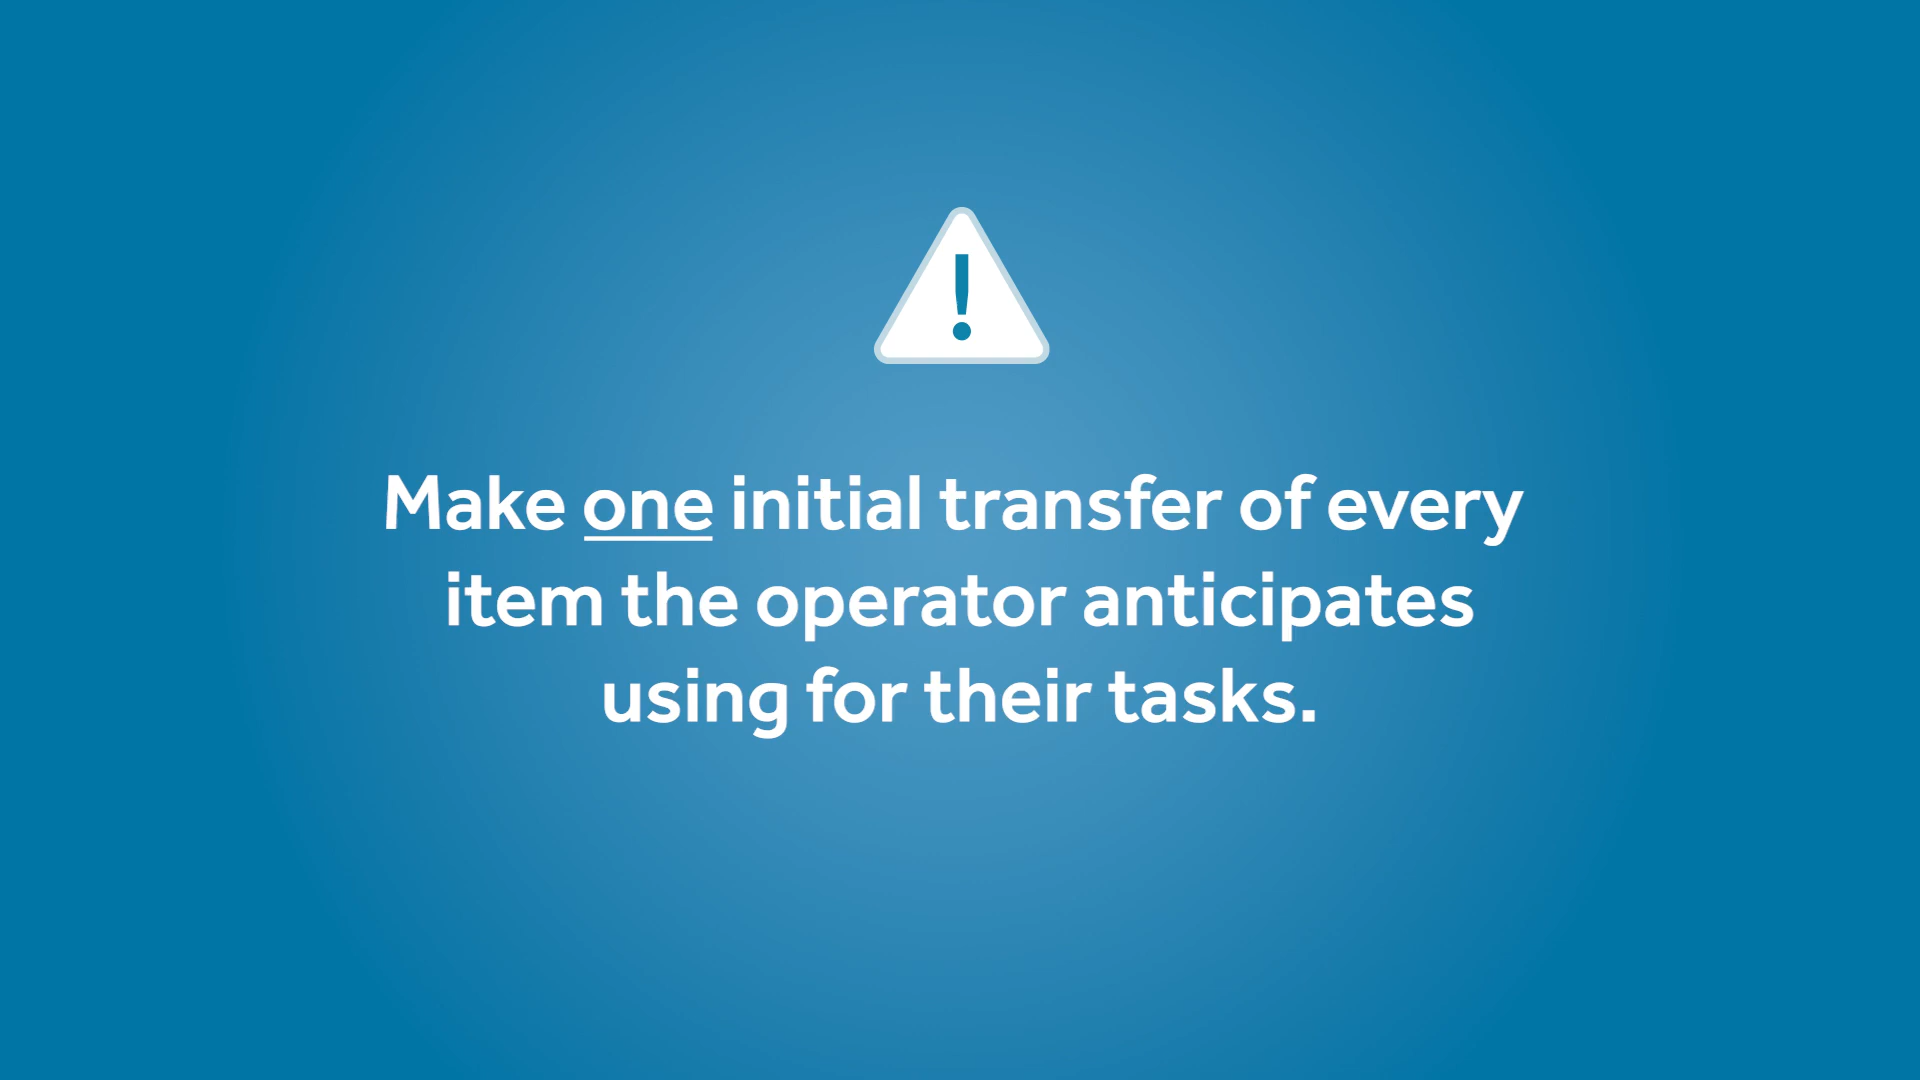 !
Make one initial transfer of every
item the operator anticipates
using for their tasks.